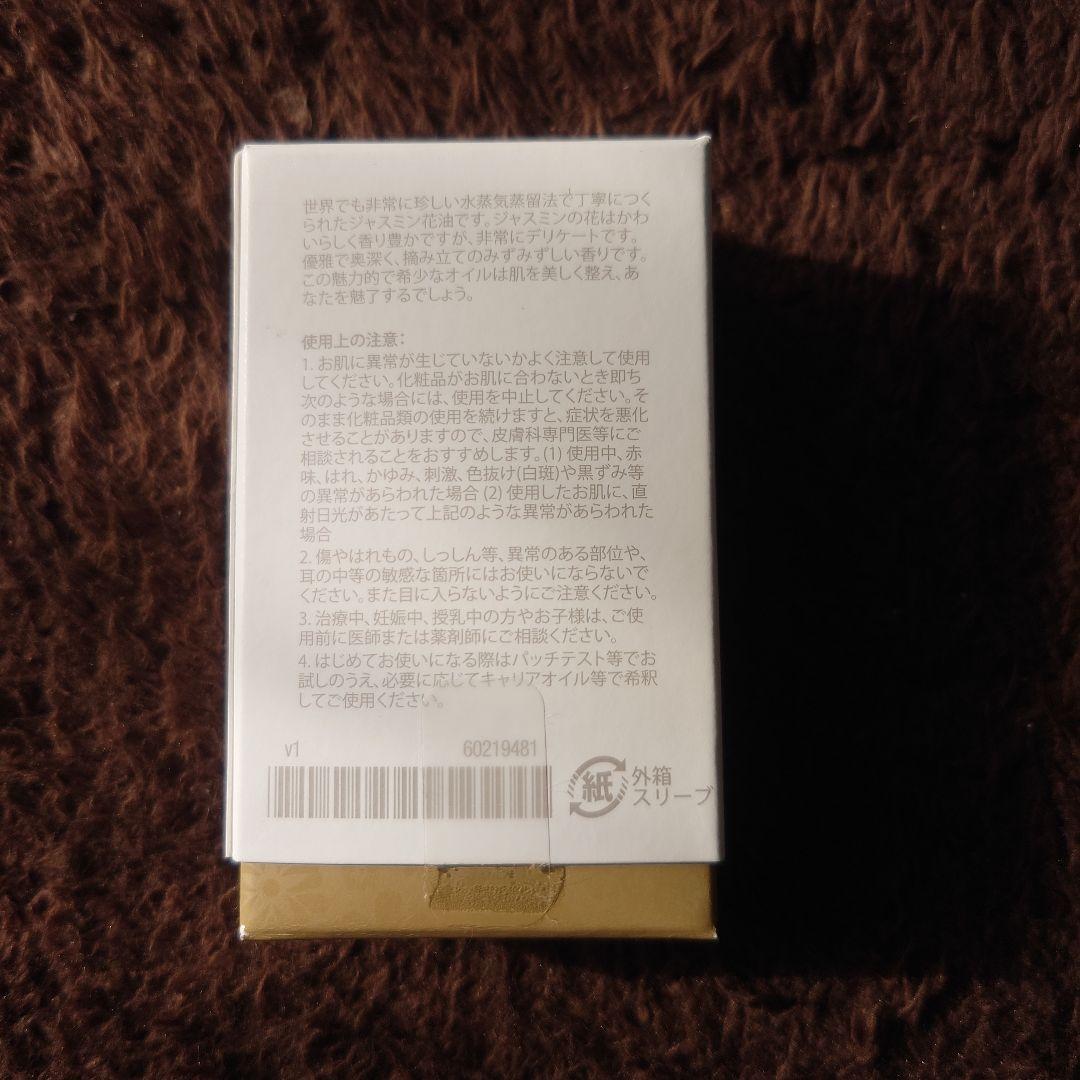 世界でも非常に珍しい水蒸気蒸留法で丁寧につく
られたジャスミン花油です。ジャスミンの花はかわ
いらしく香り豊かですが、非常にデリケートです。
優雅で奥深く、摘み立てのみずみずしい香りです。
この魅力的で希少なオイルは肌を美しく整え、あ
なたを魅了するでしょう。
使用上の注意:
1. お肌に異常が生じていないかよく注意して使用
してください。化粧品がお肌に合わないとき即ち
次のような場合には、使用を中止してください。そ
のまま化粧品類の使用を続けますと、症状を悪化
させることがありますので、皮膚科専門医等にご
相談されることをおすすめします。(1) 使用中、赤
味、はれ、かゆみ、刺激、色抜け(白斑)や黒ずみ等
の異常があらわれた場合 (2) 使用したお肌に、直
射日光があたって上記のような異常があらわれた
場合
2. 傷やはれもの、しっしん等、異常のある部位や、
耳の中等の敏感な箇所にはお使いにならないで
ください。また目に入らないようにご注意ください。
3. 治療中、妊娠中、授乳中の方やお子様は、ご使
用前に医師または薬剤師にご相談ください。
4. はじめてお使いになる際はパッチテスト等でお
試しのうえ、必要に応じてキャリアオイル等で希釈
してご使用ください。
v1 60219481
紙 外箱
スリーブ